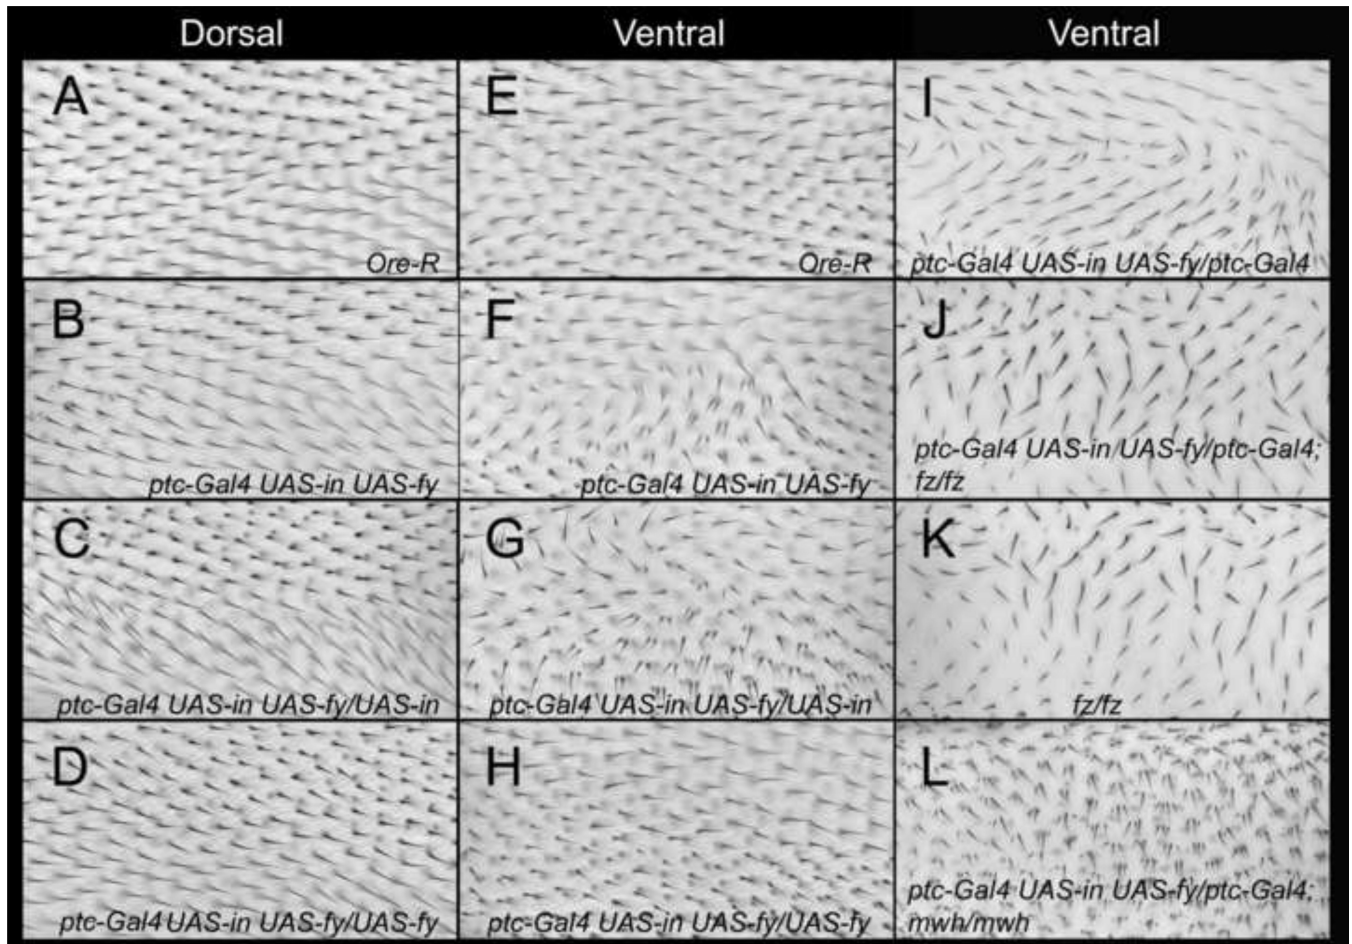 Dorsal
Ventral
Ventral
A
Ore-R
E
Ore-R
I
ptc-Gal4 UAS-in UAS-fy/ptc-Gal4
B
ptc-Gal4 UAS-in UAS-fy
F
ptc-Gal4 UAS-in UAS-fy
J
ptc-Gal4 UAS-in UAS-fy/ptc-Gal4;
fz/fz
C
ptc-Gal4 UAS-in UAS-fy/UAS-in
G
ptc-Gal4 UAS-in UAS-fy/UAS-in
K
fz/fz
D
ptc-Gal4 UAS-in UAS-fy/UAS-fy
H
ptc-Gal4 UAS-in UAS-fy/UAS-fy
L
ptc-Gal4 UAS-in UAS-fy/ptc-Gal4;
mwh/mwh